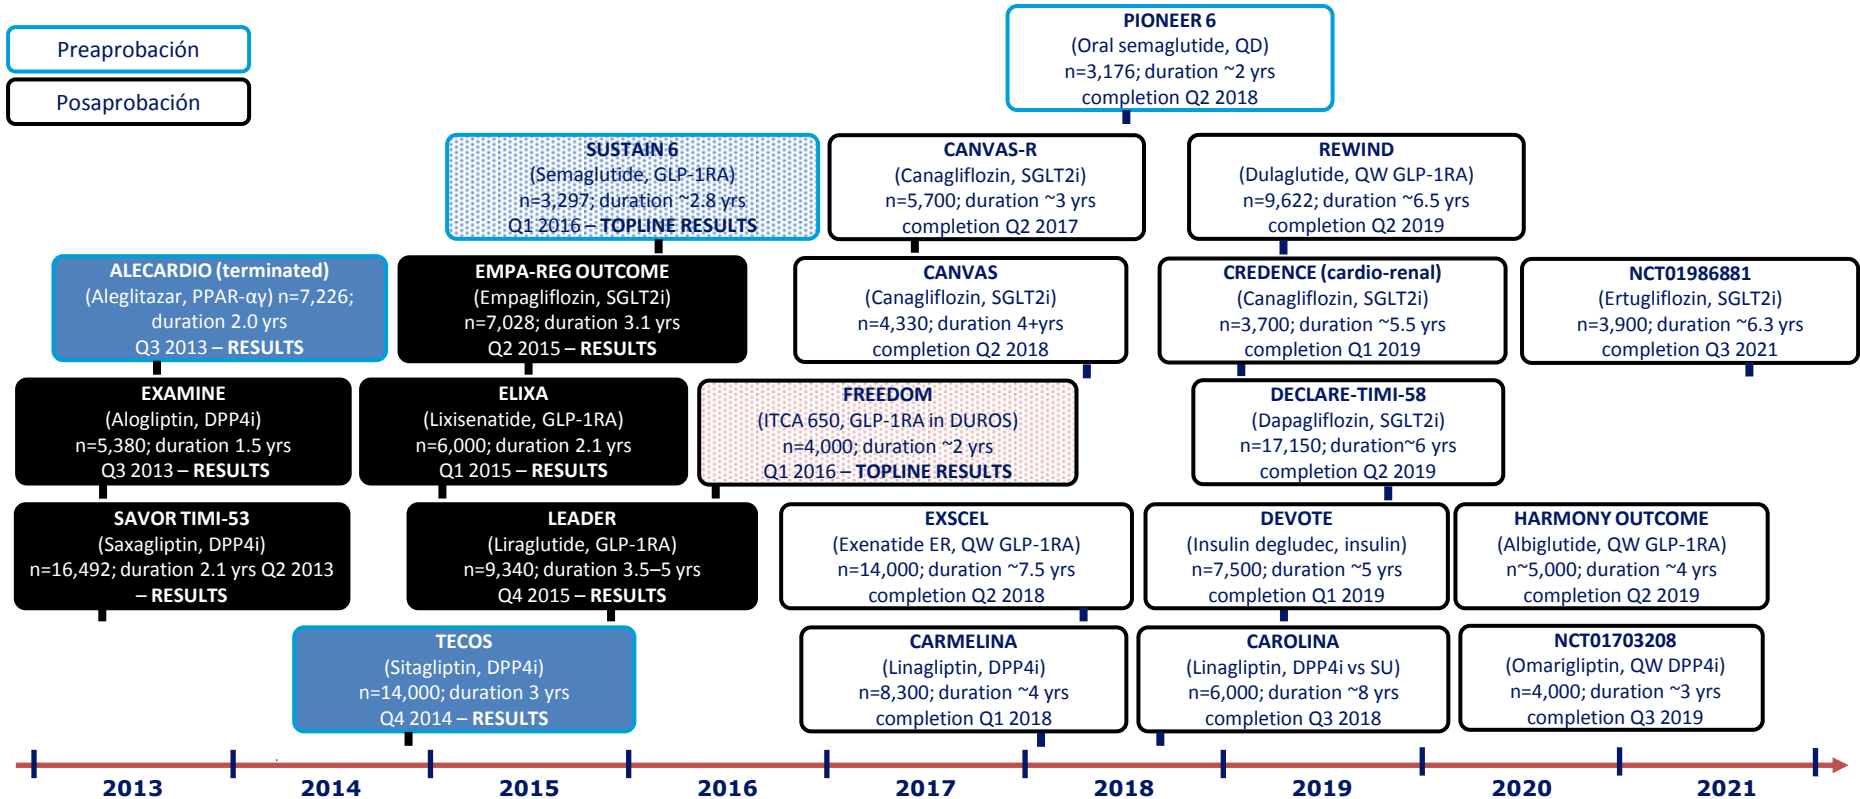 Preaprobación
Posaprobación
PIONEER 6
(Oral semaglutide, QD)
n=3,176; duration ~2 yrs
completion Q2 2018
SUSTAIN 6
(Semaglutide, GLP-1RA)
n=3,297; duration ~2.8 yrs
Q1 2016 – TOPLINE RESULTS
CANVAS-R
(Canagliflozin, SGLT2i)
n=5,700; duration ~3 yrs
completion Q2 2017
REWIND
(Dulaglutide, QW GLP-1RA)
n=9,622; duration ~6.5 yrs
completion Q2 2019
ALECARDIO (terminated)
(Aleglitazar, PPAR-αγ) n=7,226;
duration 2.0 yrs
Q3 2013 – RESULTS
EMPA-REG OUTCOME
(Empagliflozin, SGLT2i)
n=7,028; duration 3.1 yrs
Q2 2015 – RESULTS
CANVAS
(Canagliflozin, SGLT2i)
n=4,330; duration 4+yrs
completion Q2 2018
CREDENCE (cardio-renal)
(Canagliflozin, SGLT2i)
n=3,700; duration ~5.5 yrs
completion Q1 2019
NCT01986881
(Ertugliflozin, SGLT2i)
n=3,900; duration ~6.3 yrs
completion Q3 2021
EXAMINE
(Alogliptin, DPP4i)
n=5,380; duration 1.5 yrs
Q3 2013 – RESULTS
ELIXA
(Lixisenatide, GLP-1RA)
n=6,000; duration 2.1 yrs
Q1 2015 – RESULTS
FREEDOM
(ITCA 650, GLP-1RA in DUROS)
n=4,000; duration ~2 yrs
Q1 2016 – TOPLINE RESULTS
DECLARE-TIMI-58
(Dapagliflozin, SGLT2i)
n=17,150; duration~6 yrs
completion Q2 2019
SAVOR TIMI-53
(Saxagliptin, DPP4i)
n=16,492; duration 2.1 yrs Q2 2013
– RESULTS
LEADER
(Liraglutide, GLP-1RA)
n=9,340; duration 3.5–5 yrs
Q4 2015 – RESULTS
EXSCEL
(Exenatide ER, QW GLP-1RA)
n=14,000; duration ~7.5 yrs
completion Q2 2018
DEVOTE
(Insulin degludec, insulin)
n=7,500; duration ~5 yrs
completion Q1 2019
HARMONY OUTCOME
(Albiglutide, QW GLP-1RA)
n~5,000; duration ~4 yrs
completion Q2 2019
TECOS
(Sitagliptin, DPP4i)
n=14,000; duration 3 yrs
Q4 2014 – RESULTS
CARMELINA
(Linagliptin, DPP4i)
n=8,300; duration ~4 yrs
completion Q1 2018
CAROLINA
(Linagliptin, DPP4i vs SU)
n=6,000; duration ~8 yrs
completion Q3 2018
NCT01703208
(Omarigliptin, QW DPP4i)
n=4,000; duration ~3 yrs
completion Q3 2019
2013 2014 2015 2016 2017 2018 2019 2020 2021